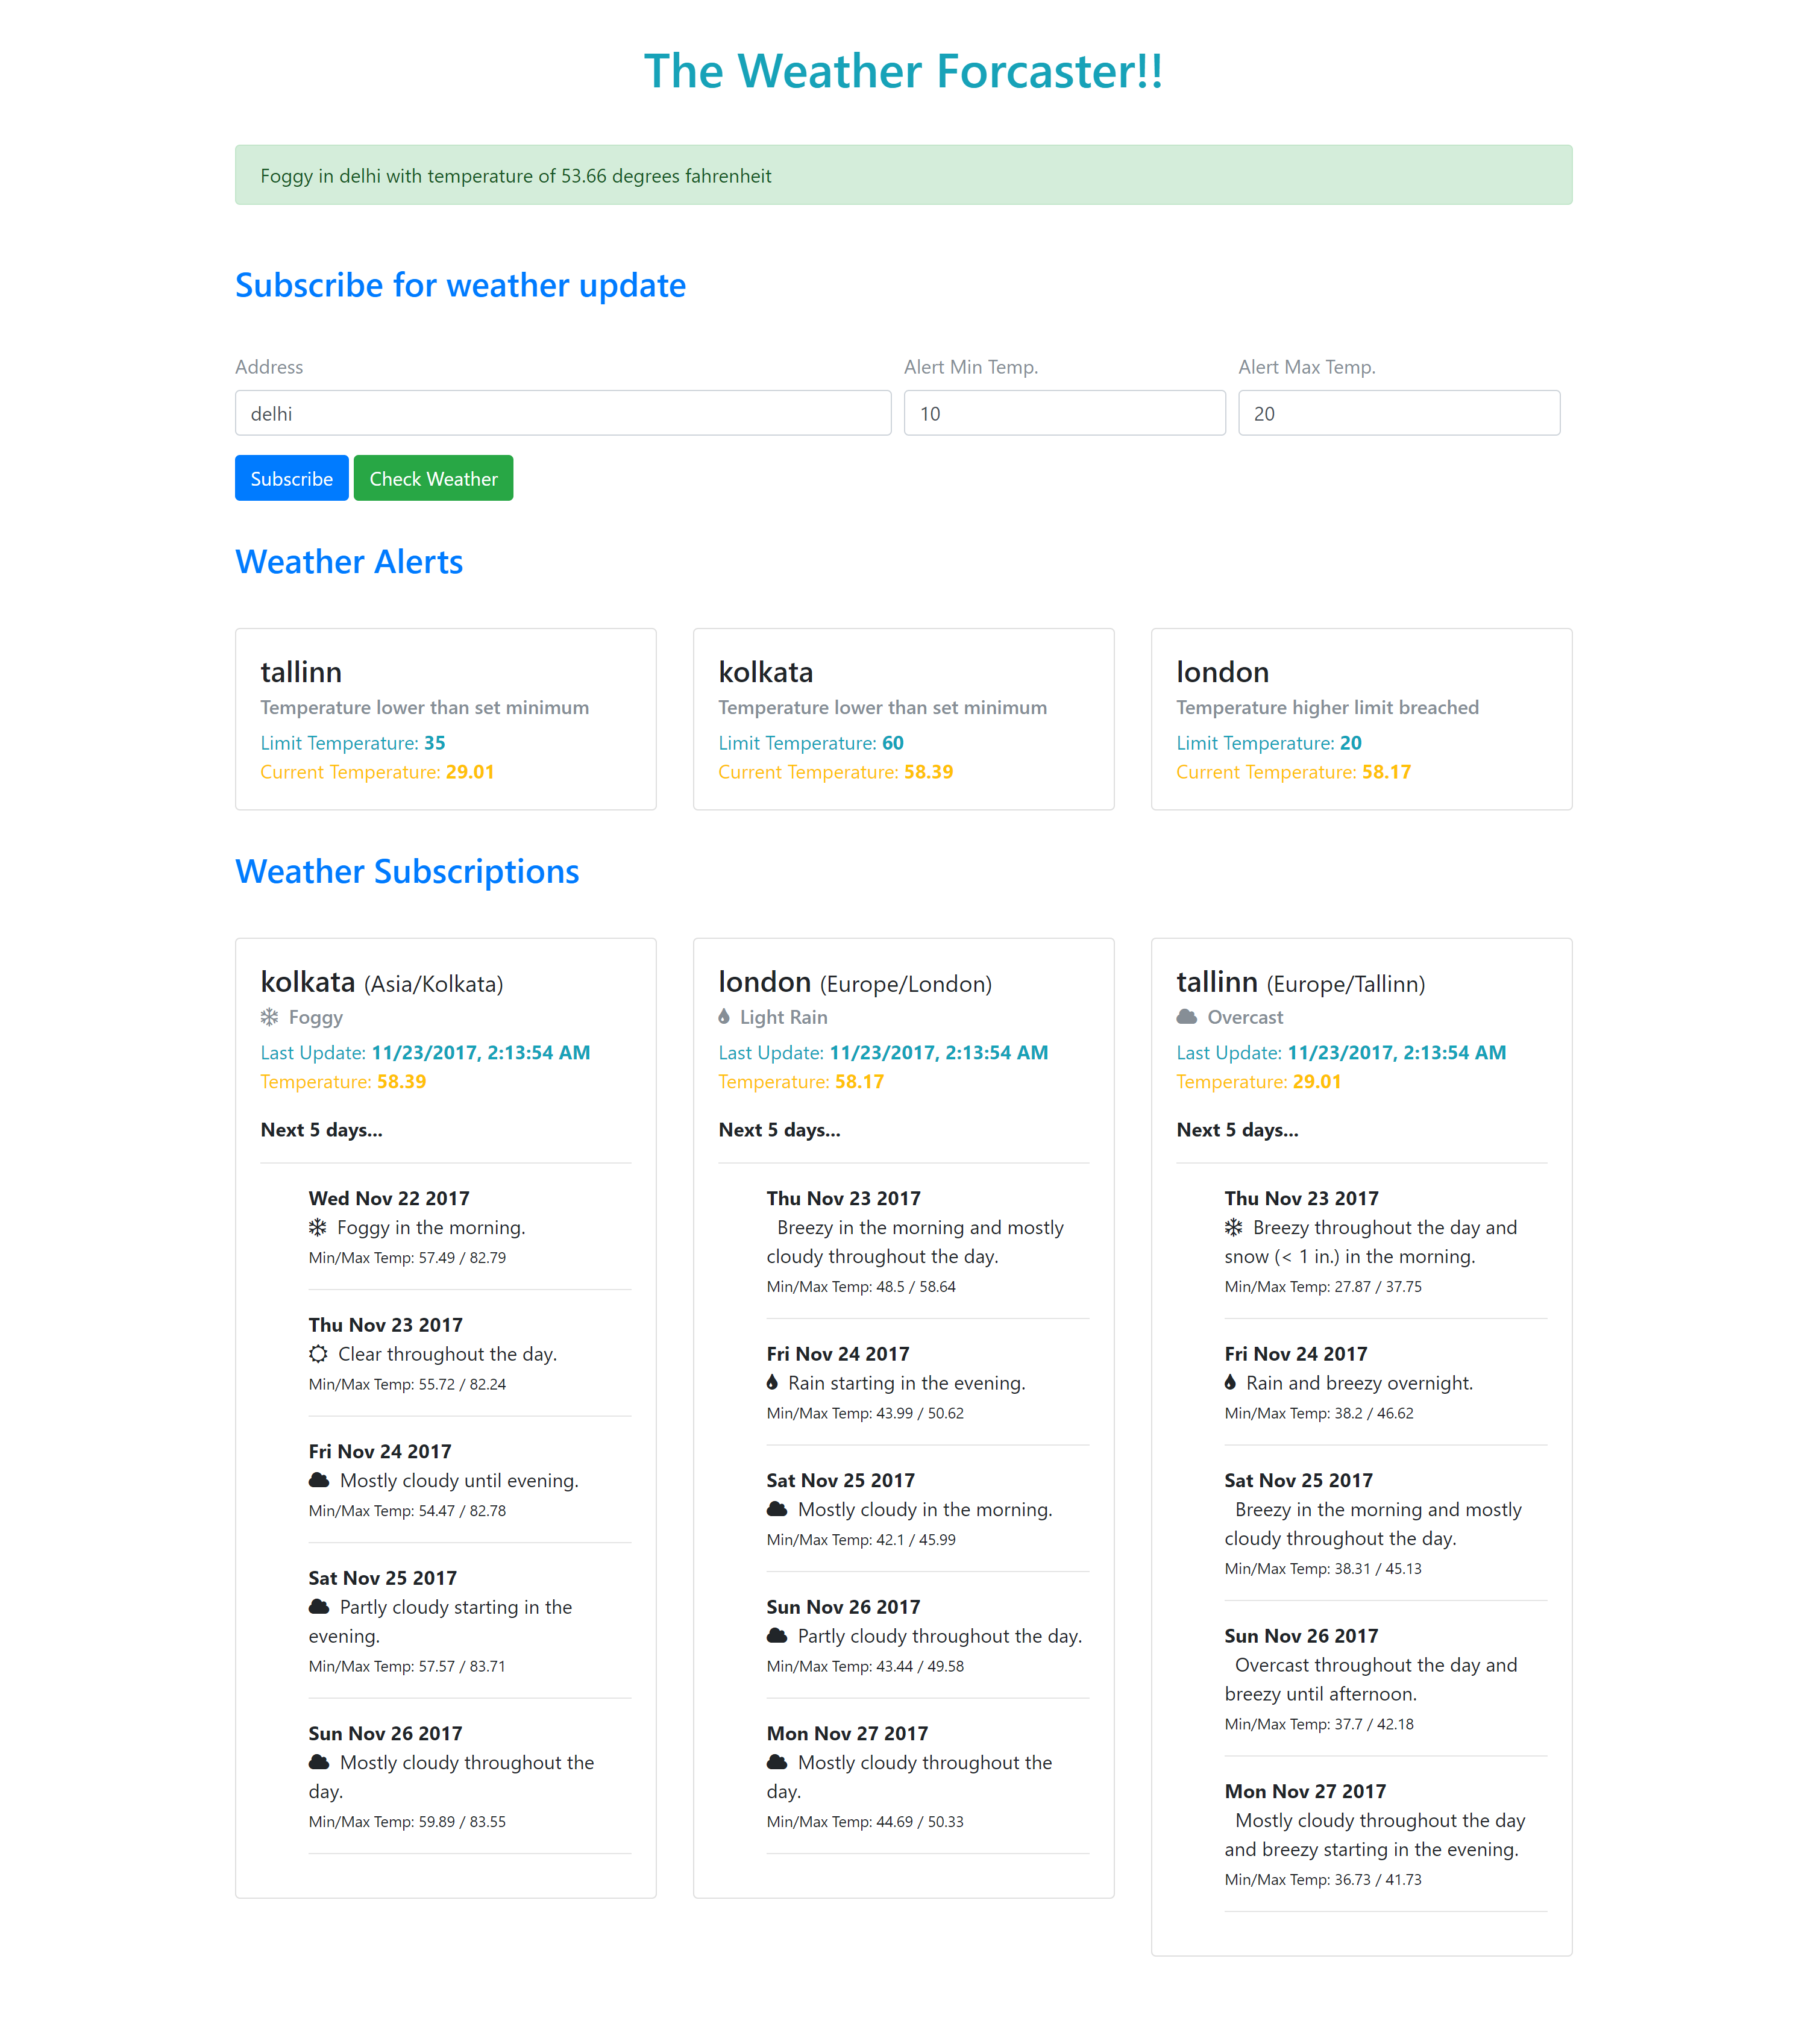 The Weather Forcaster!!
Foggy in delhi with temperature of 53.66 degrees fahrenheit
Subscribe for weather update
Address
Alert Min Temp.
Alert Max Temp.
delhi
10
20
Subscribe
Check Weather
Weather Alerts
tallinn
Temperature lower than set minimum
Limit Temperature: 35
Current Temperature: 29.01
kolkata
Temperature lower than set minimum
Limit Temperature: 60
Current Temperature: 58.39
london
Temperature higher limit breached
Limit Temperature: 20
Current Temperature: 58.17
Weather Subscriptions
kolkata (Asia/Kolkata)
Foggy
Last Update: 11/23/2017, 2:13:54 AM
Temperature: 58.39
Next 5 days...
Wed Nov 22 2017
Foggy in the morning.
Min/Max Temp: 57.49 / 82.79
Thu Nov 23 2017
Clear throughout the day.
Min/Max Temp: 55.72 / 82.24
Fri Nov 24 2017
Mostly cloudy until evening.
Min/Max Temp: 54.47 / 82.78
Sat Nov 25 2017
Partly cloudy starting in the
evening.
Min/Max Temp: 57.57 / 83.71
Sun Nov 26 2017
Mostly cloudy throughout the
day.
Min/Max Temp: 59.89 / 83.55
london (Europe/London)
Light Rain
Last Update: 11/23/2017, 2:13:54 AM
Temperature: 58.17
Next 5 days...
Thu Nov 23 2017
Breezy in the morning and mostly
cloudy throughout the day.
Min/Max Temp: 48.5 / 58.64
Fri Nov 24 2017
Rain starting in the evening.
Min/Max Temp: 43.99 / 50.62
Sat Nov 25 2017
Mostly cloudy in the morning.
Min/Max Temp: 42.1 / 45.99
Sun Nov 26 2017
Partly cloudy throughout the day.
Min/Max Temp: 43.44 / 49.58
Mon Nov 27 2017
Mostly cloudy throughout the
day.
Min/Max Temp: 44.69 / 50.33
tallinn (Europe/Tallinn)
Overcast
Last Update: 11/23/2017, 2:13:54 AM
Temperature: 29.01
Next 5 days...
Thu Nov 23 2017
Breezy throughout the day and
snow (< 1 in.) in the morning.
Min/Max Temp: 27.87 / 37.75
Fri Nov 24 2017
Rain and breezy overnight.
Min/Max Temp: 38.2 / 46.62
Sat Nov 25 2017
Breezy in the morning and mostly
cloudy throughout the day.
Min/Max Temp: 38.31 / 45.13
Sun Nov 26 2017
Overcast throughout the day and
breezy until afternoon.
Min/Max Temp: 37.7 / 42.18
Mon Nov 27 2017
Mostly cloudy throughout the day
and breezy starting in the evening.
Min/Max Temp: 36.73 / 41.73